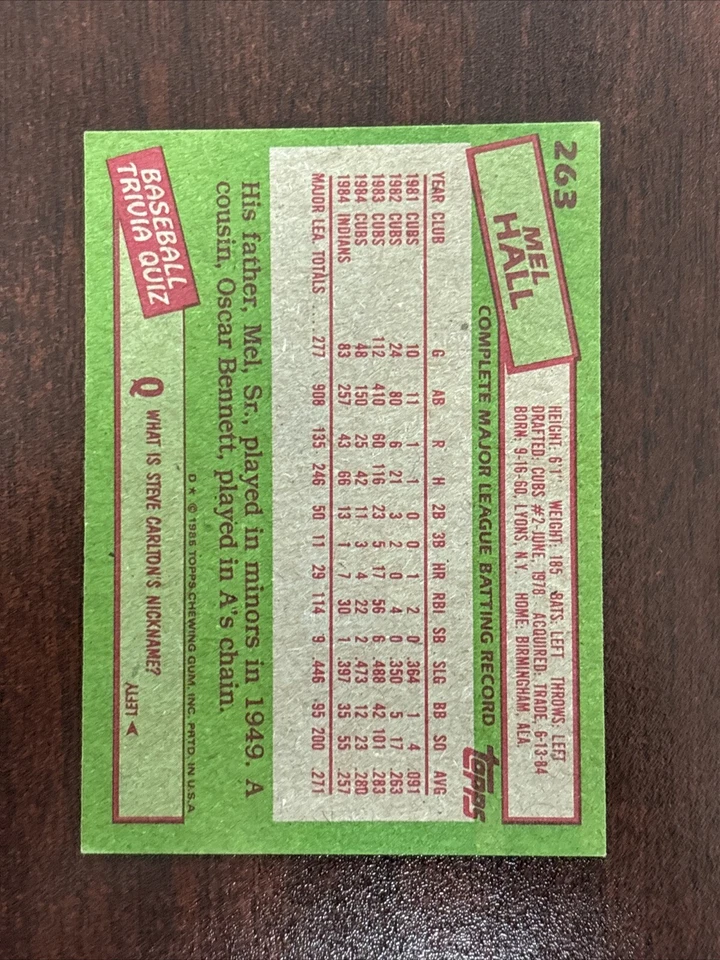 263
MEL
HALL
HEIGHT: 6'1" WEIGHT: 185 BATS: LEFT THROWS: LEFT
DRAFTED: CUBS #2-JUNE, 1978 ACQUIRED, TRADE, 6-13-84
BORN: 9-16-60, LYONS, N.Y. HOME: BIRMINGHAM, ALA
COMPLETE MAJOR LEAGUE BATTING RECORD topps
YEAR CLUB G AB R H 2B 3B HR RBI SB SLG BB SO AVG
1981 CUBS 10 11 1 1 0 0 1 2 0 .364 1 4 .091
1982 CUBS 24 80 6 21 3 2 0 4 0 .350 5 17 .263
1983 CUBS 112 410 60 116 23 5 17 56 6 .488 42 101 .283
1984 CUBS 48 150 25 42 11 3 4 22 2 .473 12 23 .280
1984 INDIANS 83 257 43 66 13 1 7 30 1 .397 35 55 .257
MAJOR LEA. TOTALS ..... 277 908 135 246 50 11 29 114 9 .446 95 200 .271
His father, Mel, Sr., played in minors in 1949. A
cousin, Oscar Bennett, played in A's chain.
D★ © 1985 TOPPS CHEWING GUM, INC. PRTD. IN U.S.A
BASEBALL
TRIVIA QUIZ
Q WHAT IS STEVE CARLTON'S NICKNAME?
LEFTY